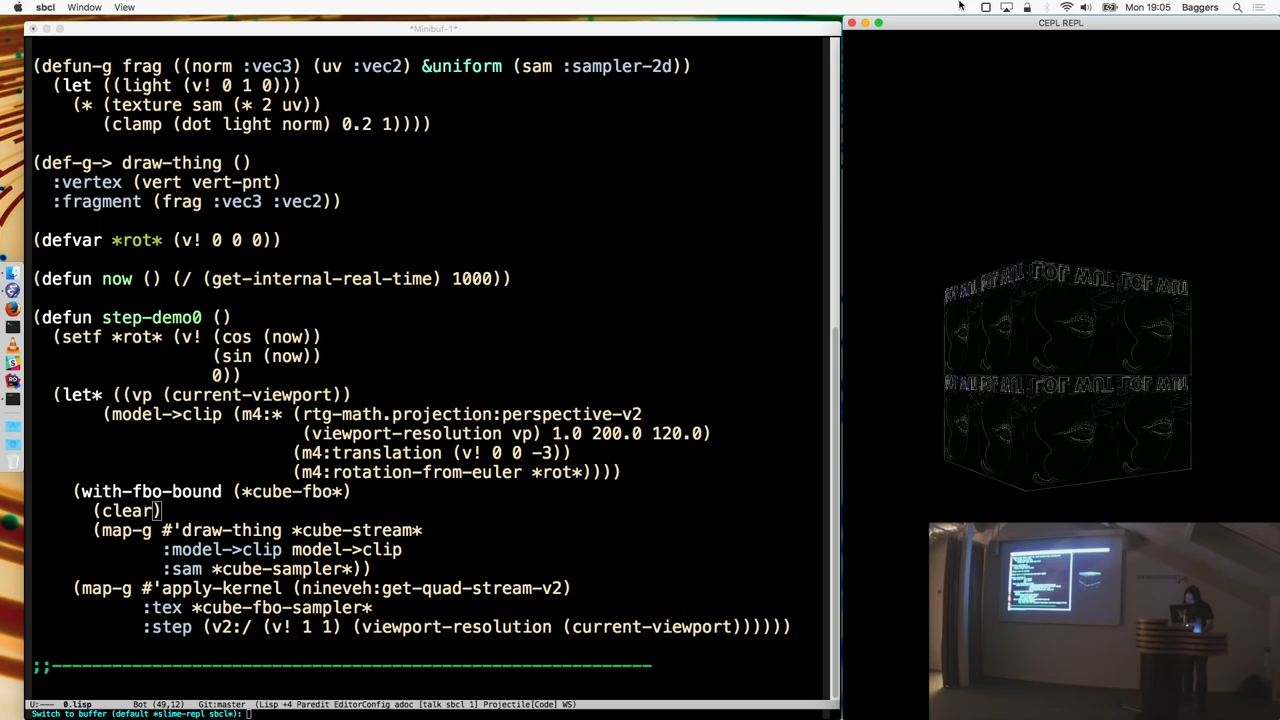 sbcl Window View Mon 19:05 Baggers
*Minibuf-1*
CEPL REPL
(defun-g frag ((norm :vec3) (uv :vec2) &uniform (sam :sampler-2d))
(let ((light (v! 0 1 0)))
(* (texture sam (* 2 uv))
(clamp (dot light norm) 0.2 1))))
(def-g-> draw-thing ()
:vertex (vert vert-pnt)
:fragment (frag :vec3 :vec2))
(defvar *rot* (v! 0 0 0))
(defun now () (/ (get-internal-real-time) 1000))
(defun step-demo0 ()
(setf *rot* (v! (cos (now))
(sin (now))
0))
(let* ((vp (current-viewport))
(model->clip (m4:* (rtg-math.projection:perspective-v2
(viewport-resolution vp) 1.0 200.0 120.0)
(m4:translation (v! 0 0 -3))
(m4:rotation-from-euler *rot*))))
(with-fbo-bound (*cube-fbo*)
(clear)
(map-g #'draw-thing *cube-stream*
:model->clip model->clip
:sam *cube-sampler*))
(map-g #'apply-kernel (nineveh:get-quad-stream-v2)
:tex *cube-fbo-sampler*
:step (v2:/ (v! 1 1) (viewport-resolution (current-viewport))))))
;;----------------------------------------------------------------
U:--- 0.lisp Bot (49,12) Git:master (Lisp +4 Paredit EditorConfig adoc [talk sbcl 1] Projectile[Code] WS)
Switch to buffer (default *slime-repl sbcl*):